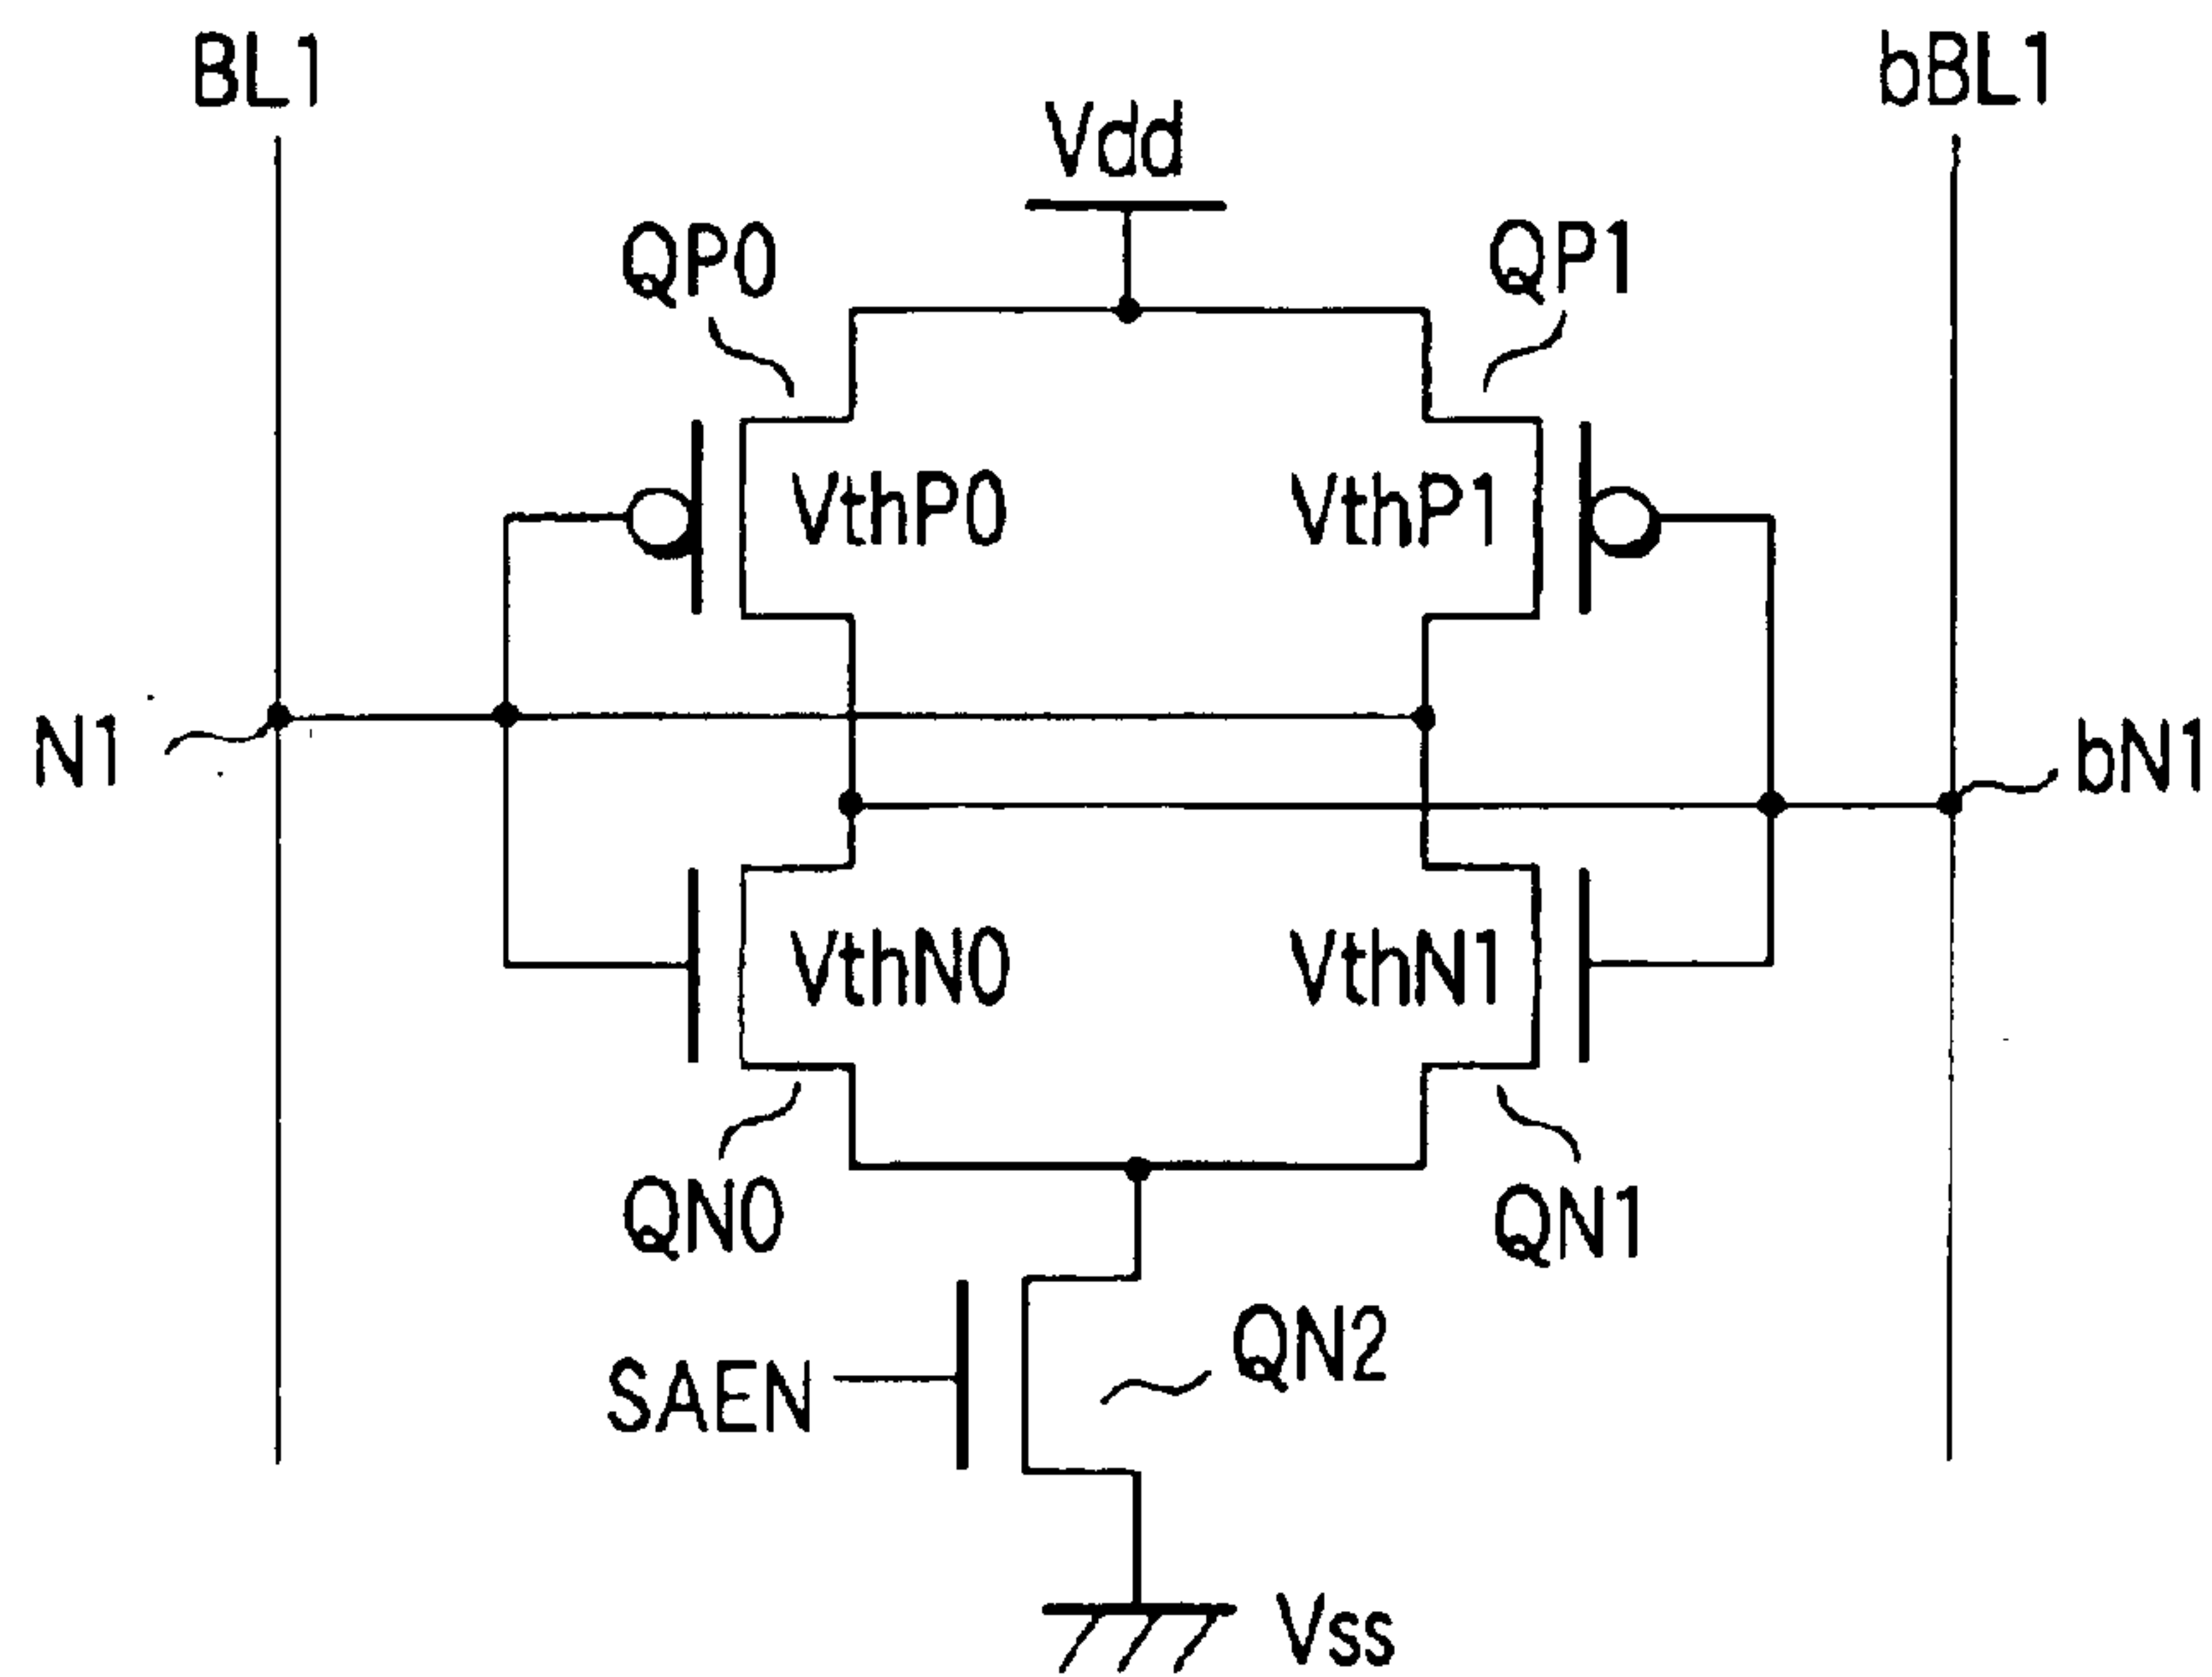 BL1
bBL1
Vdd
QP0
QP1
VthP0
VthP1
N1
bN1
VthN0
VthN1
QN0
QN1
QN2
SAEN
Vss